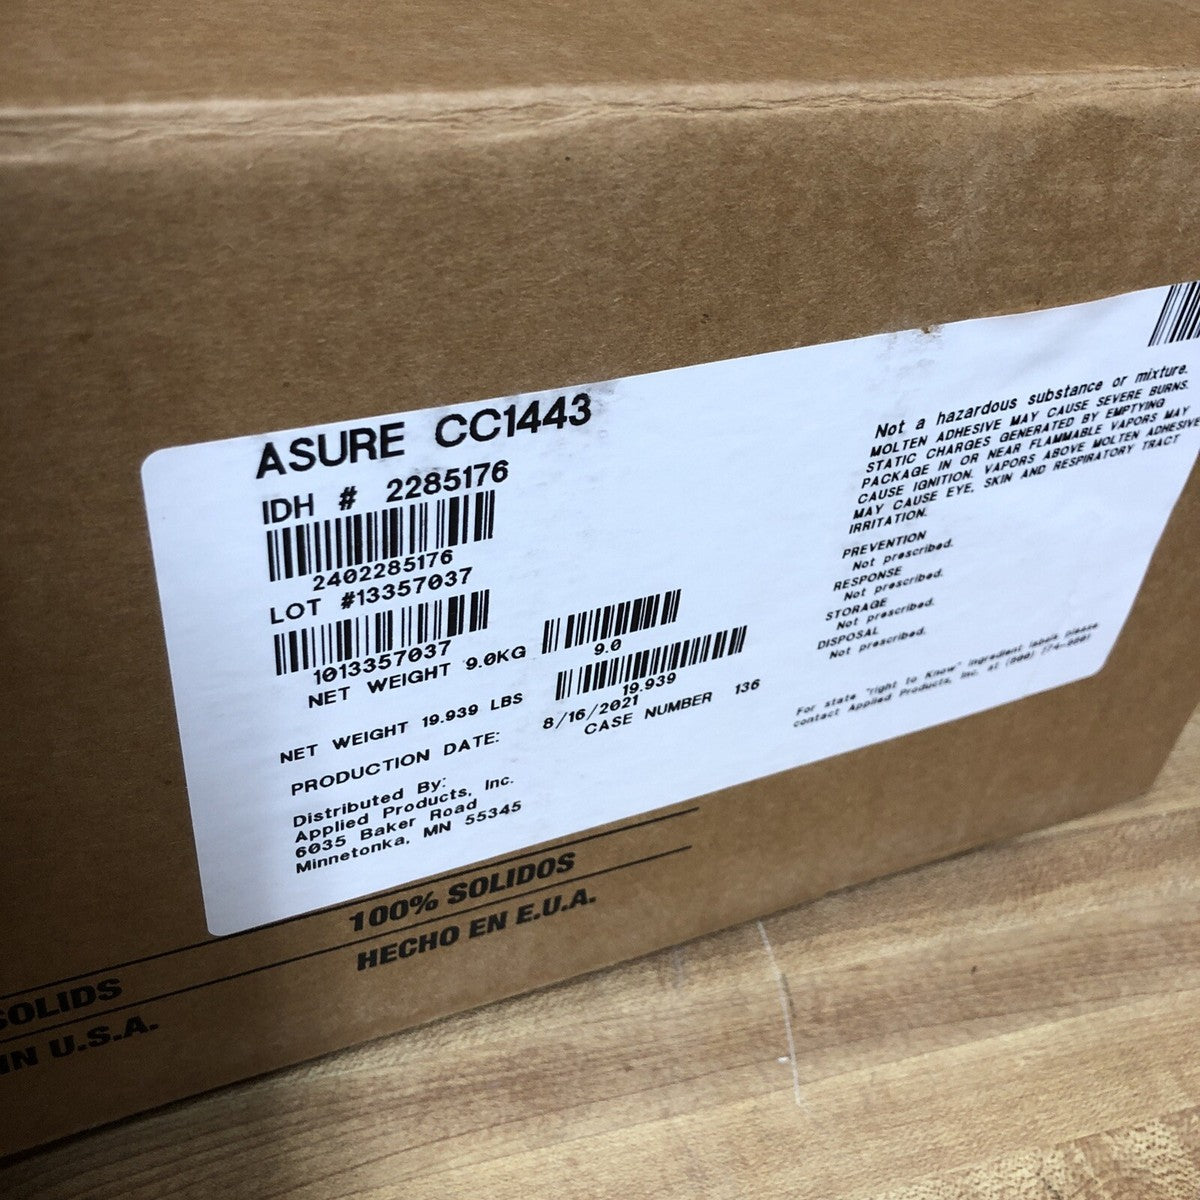 ASURE CC1443
IDH # 2285176
2402285176
LOT #13357037
1013357037
NET WEIGHT 9.0KG
9.0
NET WEIGHT 19.939 LBS
19.939
PRODUCTION DATE: 8/16/2021
CASE NUMBER 136
Distributed By:
Applied Products, Inc.
6035 Baker Road
Minnetonka, MN 55345
Not a hazardous substance or mixture.
MOLTEN ADHESIVE MAY CAUSE SEVERE BURNS.
STATIC CHARGES GENERATED BY EMPTYING
PACKAGE IN OR NEAR FLAMMABLE VAPORS MAY
CAUSE IGNITION. VAPORS ABOVE MOLTEN ADHESIVE
MAY CAUSE EYE, SKIN AND RESPIRATORY TRACT
IRRITATION.
PREVENTION
Not prescribed.
RESPONSE
Not prescribed.
STORAGE
Not prescribed.
DISPOSAL
Not prescribed.
For state "right to Know" ingredient labels please
contact Applied Products, Inc. at
100% SOLIDOS
HECHO EN E.U.A.
SOLIDS
IN U.S.A.